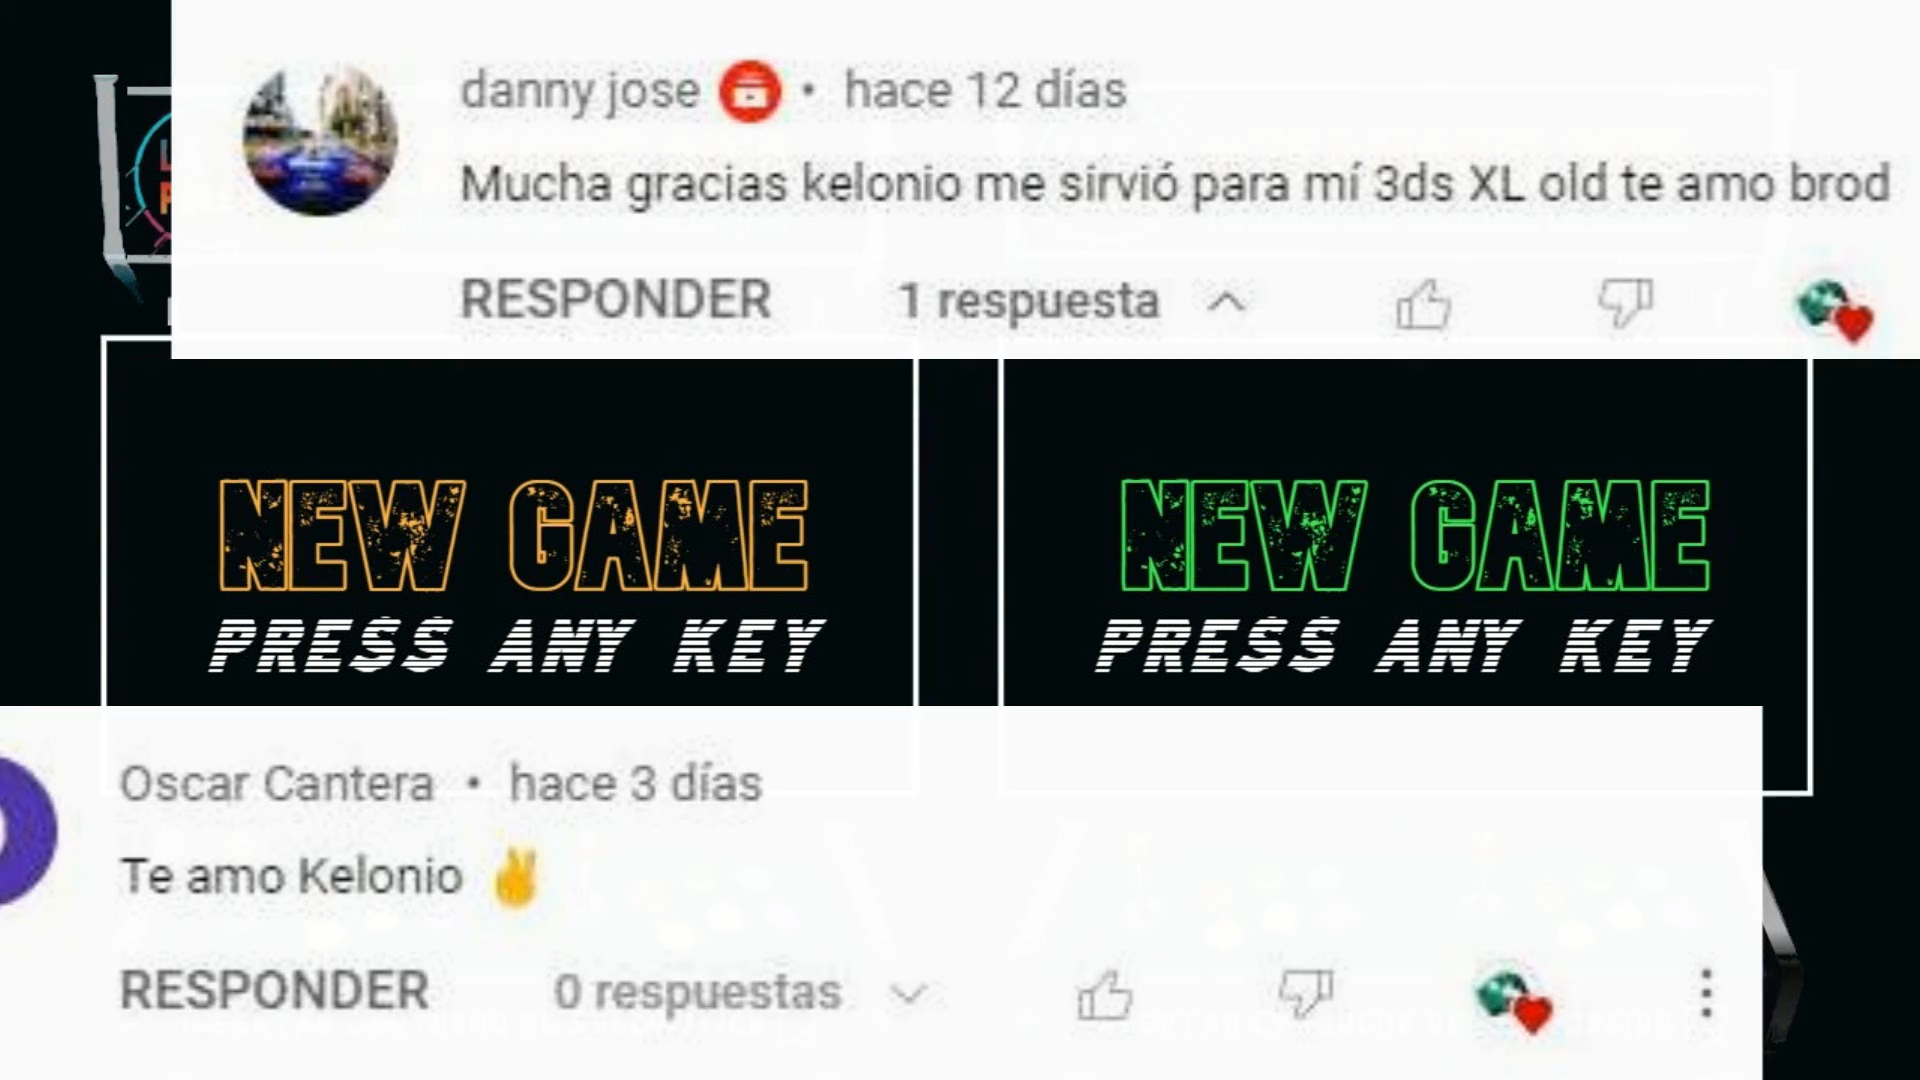 danny jose • hace 12 días
Mucha gracias kelonio me sirvió para mí 3ds XL old te amo brod
RESPONDER 1 respuesta
NEW GAME
PRESS ANY KEY
NEW GAME
PRESS ANY KEY
Oscar Cantera • hace 3 días
Te amo Kelonio ✌
RESPONDER 0 respuestas